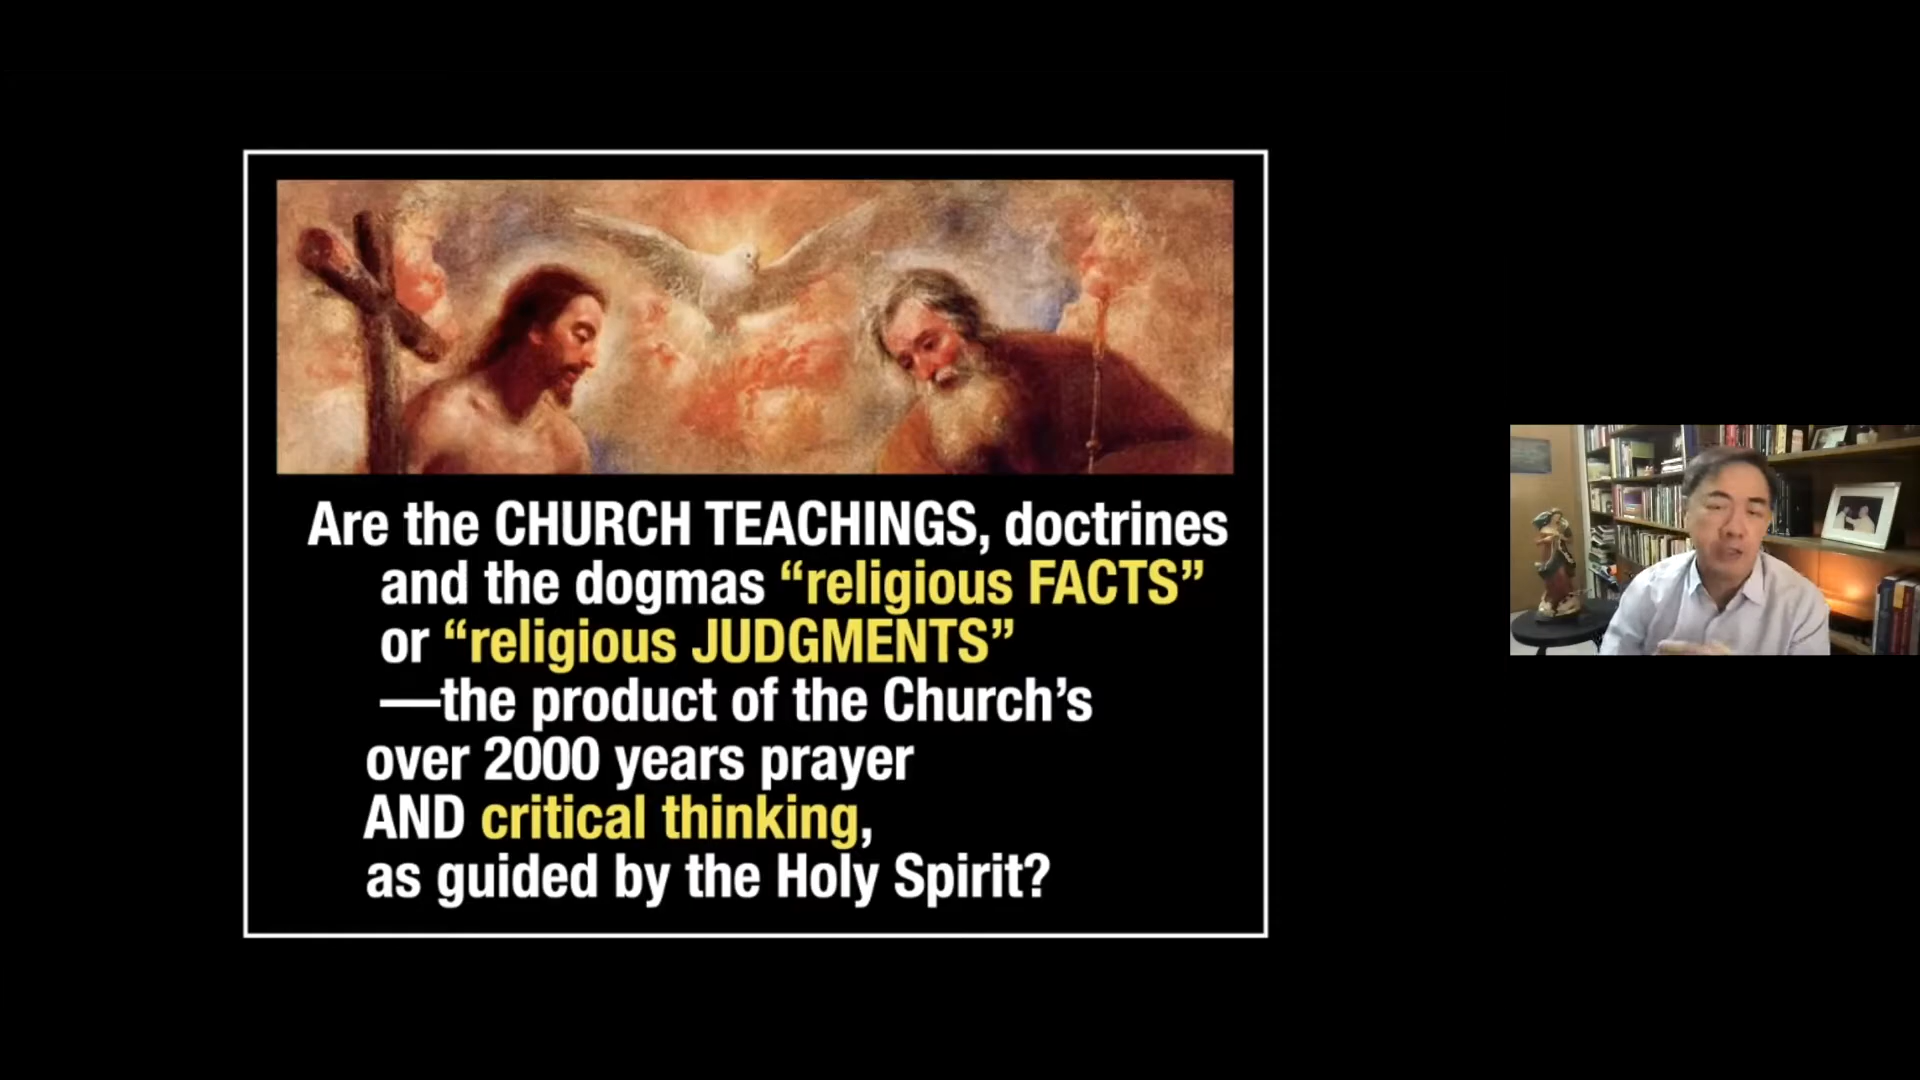 Are the CHURCH TEACHINGS, doctrines
and the dogmas “religious FACTS”
or “religious JUDGMENTS”
—the product of the Church’s
over 2000 years prayer
AND critical thinking,
as guided by the Holy Spirit?